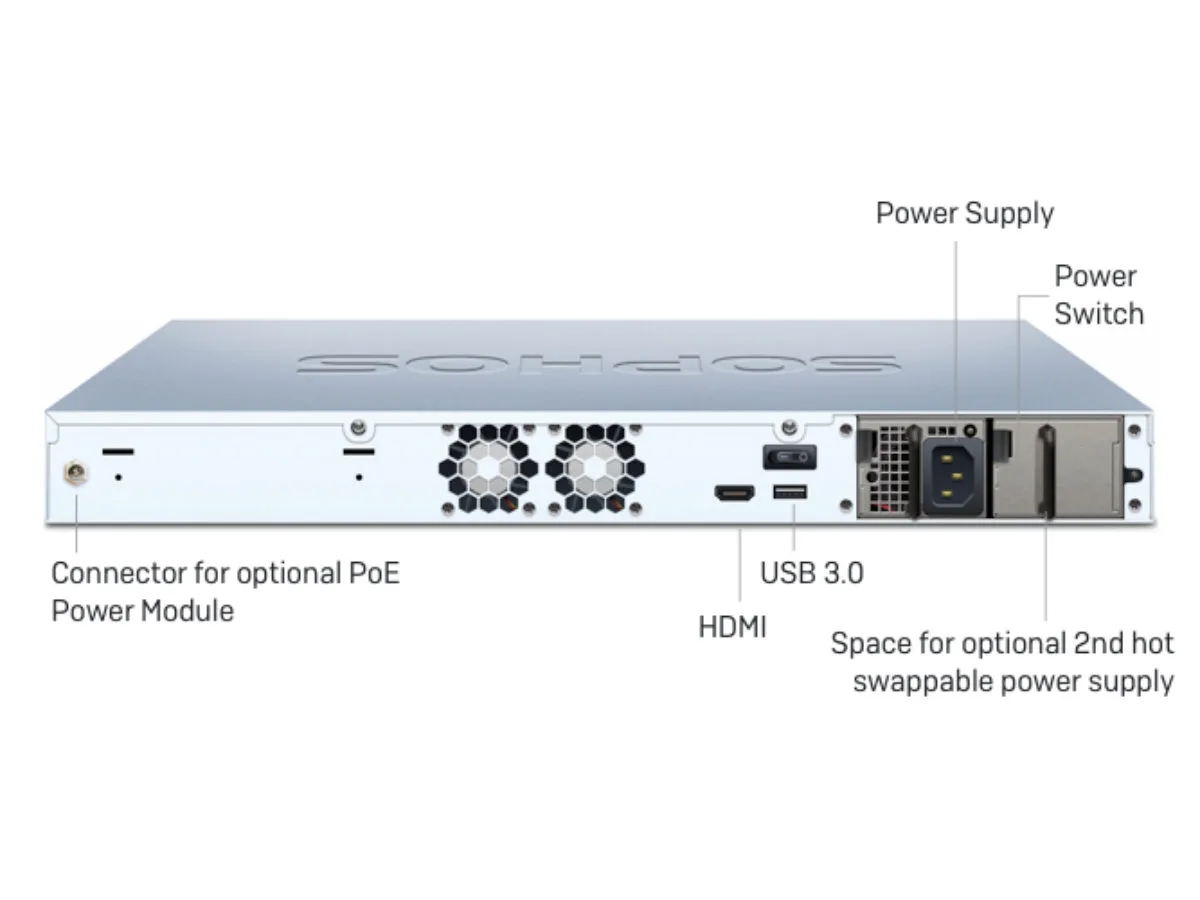 Power Supply
Power
Switch
SOPHOS
Connector for optional PoE
Power Module
USB 3.0
HDMI
Space for optional 2nd hot
swappable power supply